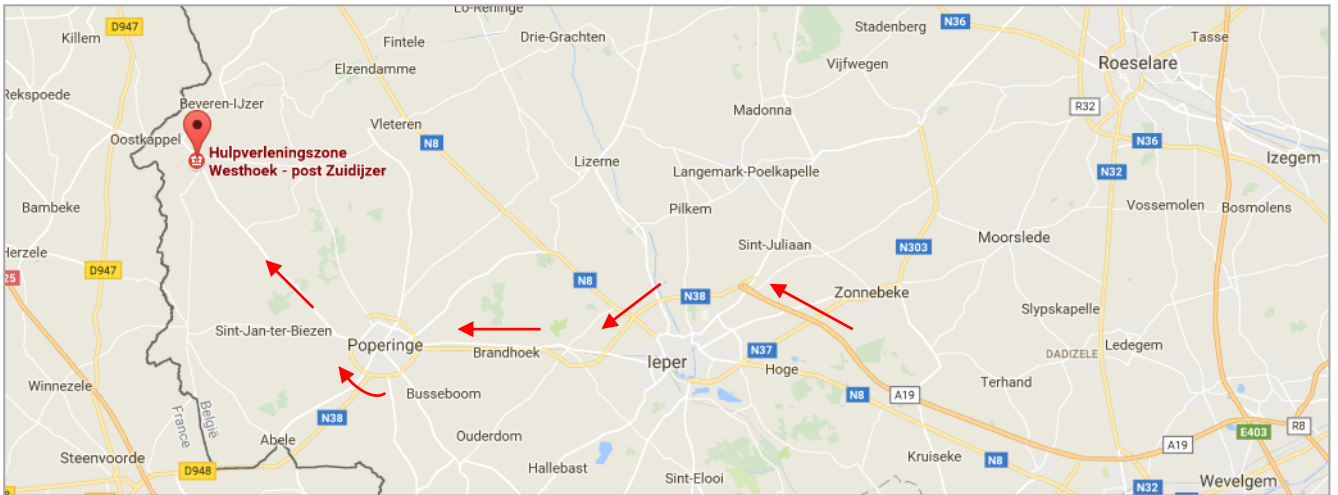 Lo-Reninge
D947
Killem
Fintele
Drie-Grachten
Stadenberg
N36
Tasse
Roeselare
Elzendamme
Vijfwegen
Rekspoede
Beveren-IJzer
Madonna
R32
Vleteren
Oostkappel
N8
N36
Hulpverleningszone
Westhoek - post Zuidijzer
Lizerne
Langemark-Poelkapelle
N32
Izegem
Bambeke
Pilkem
Vossemolen
Bosmolens
Sint-Juliaan
N303
Moorslede
Herzele
D947
25
N8
N38
Zonnebeke
Slypskapelle
Sint-Jan-ter-Biezen
Poperinge
Brandhoek
Ieper
N37
Hoge
DADIZELE
Ledegem
Winnezele
Busseboom
N8
A19
Terhand
France
België
N38
Abele
Ouderdom
E403
R8
A19
Steenvoorde
D948
Hallebast
Sint-Elooi
Kruiseke
N8
N32
Wevelgem